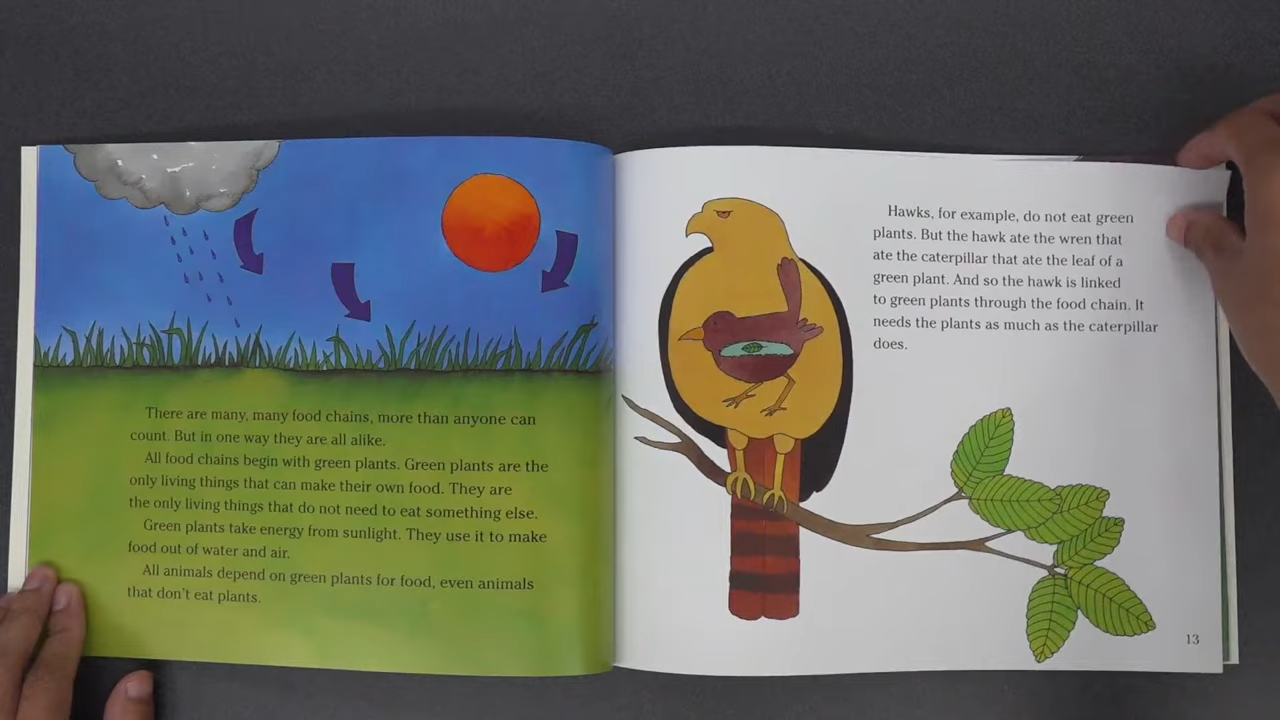 There are many, many food chains, more than anyone can
count. But in one way they are all alike.
All food chains begin with green plants. Green plants are the
only living things that can make their own food. They are
the only living things that do not need to eat something else.
Green plants take energy from sunlight. They use it to make
food out of water and air.
All animals depend on green plants for food, even animals
that don't eat plants.
Hawks, for example, do not eat green
plants. But the hawk ate the wren that
ate the caterpillar that ate the leaf of a
green plant. And so the hawk is linked
to green plants through the food chain. It
needs the plants as much as the caterpillar
does.
13